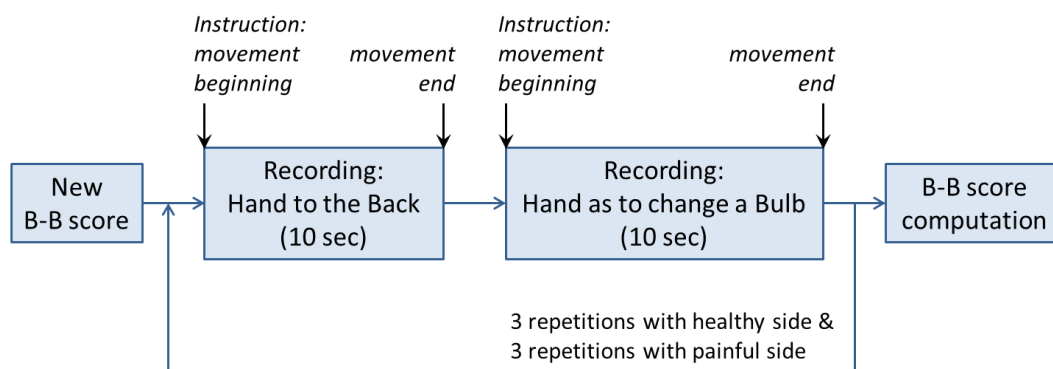 Instruction:
movement
beginning
movement
end
Instruction:
movement
beginning
movement
end
New
B-B score
Recording:
Hand to the Back
(10 sec)
Recording:
Hand as to change a Bulb
(10 sec)
B-B score
computation
3 repetitions with healthy side &
3 repetitions with painful side